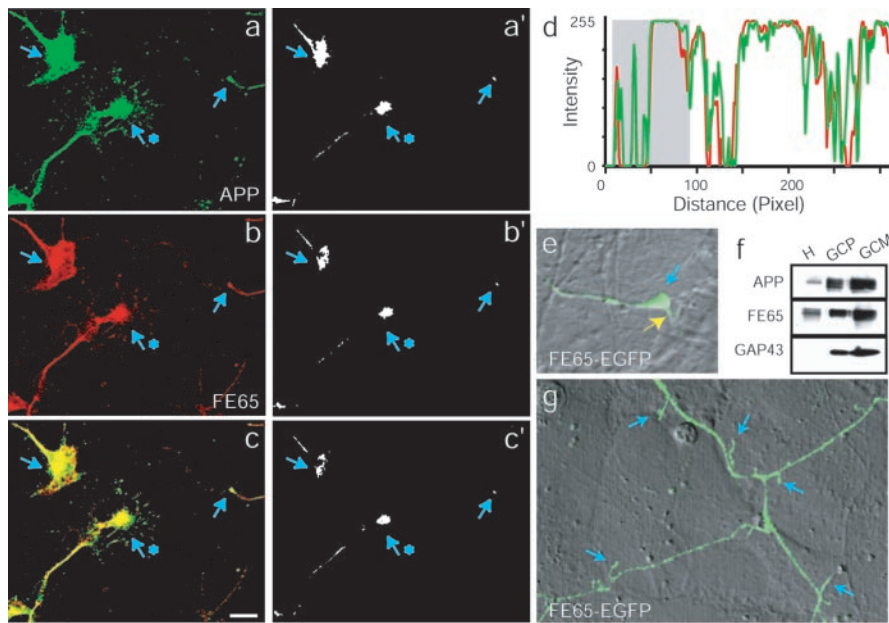 a
APP
a'
b
FE65
b'
c
c'
d
255
Intensity
0
0
100
200
Distance (Pixel)
e
FE65-EGFP
f
H GCP GCM
APP
FE65
GAP43
g
FE65-EGFP